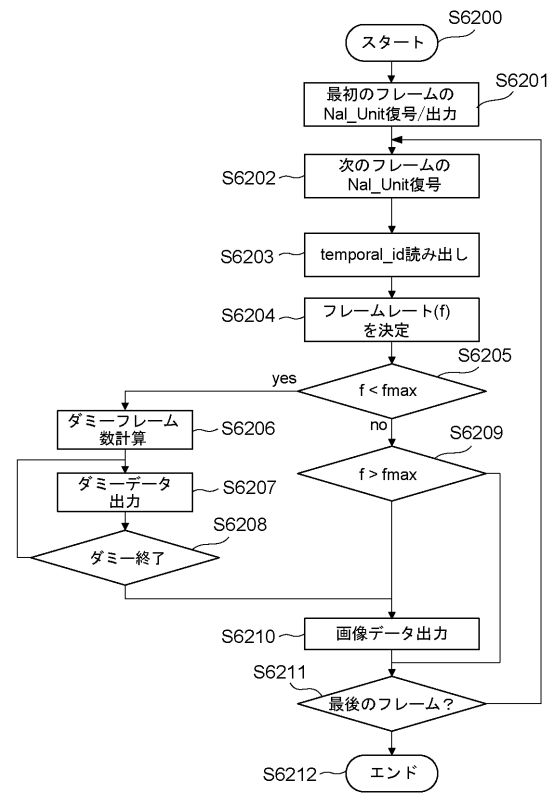 S6200
スタート
S6201
最初のフレームの
Nal_Unit復号/出力
S6202
次のフレームの
Nal_Unit復号
S6203
temporal_id読み出し
S6204
フレームレート(f)
を決定
S6205
f < fmax
yes
no
S6206
ダミーフレーム
数計算
S6207
ダミーデータ
出力
S6208
ダミー終了
S6209
f > fmax
S6210
画像データ出力
S6211
最後のフレーム？
S6212
エンド